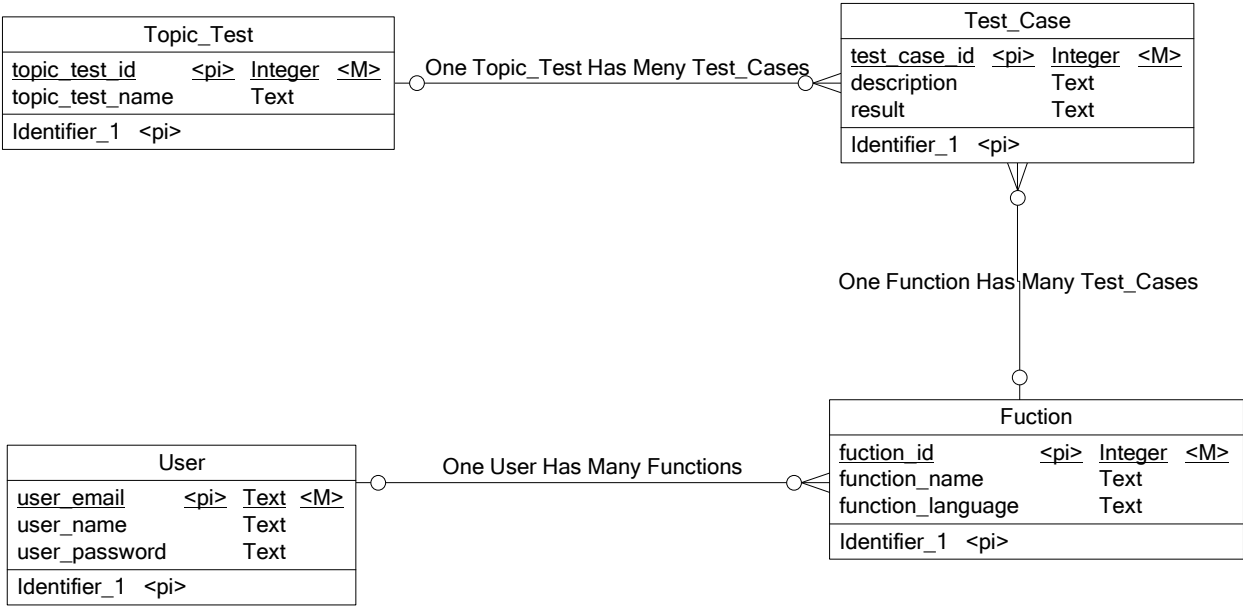 Topic_Test
topic_test_id <pi> Integer <M>
topic_test_name Text
Identifier_1 <pi>
One Topic_Test Has Meny Test_Cases
Test_Case
test_case_id <pi> Integer <M>
description Text
result Text
Identifier_1 <pi>
One Function Has Many Test_Cases
User
user_email <pi> Text <M>
user_name Text
user_password Text
Identifier_1 <pi>
One User Has Many Functions
Fuction
fuction_id <pi> Integer <M>
function_name Text
function_language Text
Identifier_1 <pi>